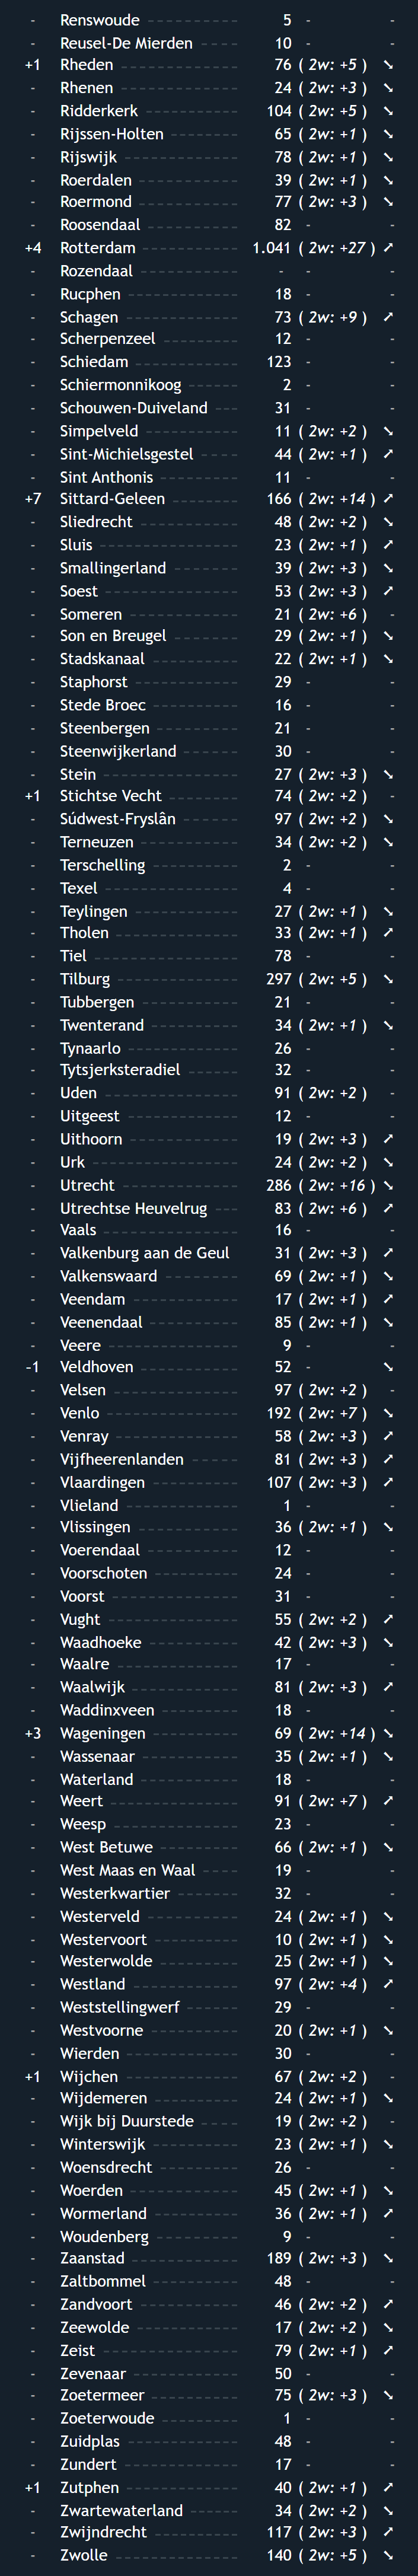 - Renswoude 5 - -
- Reusel-De Mierden 10 - -
+1 Rheden 76 ( 2w: +5 ) ➘
- Rhenen 24 ( 2w: +3 ) ➘
- Ridderkerk 104 ( 2w: +5 ) ➘
- Rijssen-Holten 65 ( 2w: +1 ) ➘
- Rijswijk 78 ( 2w: +1 ) ➘
- Roerdalen 39 ( 2w: +1 ) ➘
- Roermond 77 ( 2w: +3 ) ➘
- Roosendaal 82 - -
+4 Rotterdam 1.041 ( 2w: +27 ) ➚
- Rozendaal - - -
- Rucphen 18 - -
- Schagen 73 ( 2w: +9 ) ➚
- Scherpenzeel 12 - -
- Schiedam 123 - -
- Schiermonnikoog 2 - -
- Schouwen-Duiveland 31 - -
- Simpelveld 11 ( 2w: +2 ) ➘
- Sint-Michielsgestel 44 ( 2w: +1 ) ➚
- Sint Anthonis 11 - -
+7 Sittard-Geleen 166 ( 2w: +14 ) ➚
- Sliedrecht 48 ( 2w: +2 ) ➘
- Sluis 23 ( 2w: +1 ) ➚
- Smallingerland 39 ( 2w: +3 ) ➘
- Soest 53 ( 2w: +3 ) ➚
- Someren 21 ( 2w: +6 ) -
- Son en Breugel 29 ( 2w: +1 ) ➘
- Stadskanaal 22 ( 2w: +1 ) ➘
- Staphorst 29 - -
- Stede Broec 16 - -
- Steenbergen 21 - -
- Steenwijkerland 30 - -
- Stein 27 ( 2w: +3 ) ➘
+1 Stichtse Vecht 74 ( 2w: +2 ) -
- Súdwest-Fryslân 97 ( 2w: +2 ) ➘
- Terneuzen 34 ( 2w: +2 ) ➘
- Terschelling 2 - -
- Texel 4 - -
- Teylingen 27 ( 2w: +1 ) ➘
- Tholen 33 ( 2w: +1 ) ➚
- Tiel 78 - -
- Tilburg 297 ( 2w: +5 ) ➘
- Tubbergen 21 - -
- Twenterand 34 ( 2w: +1 ) ➘
- Tynaarlo 26 - -
- Tytsjerksteradiel 32 - -
- Uden 91 ( 2w: +2 ) -
- Uitgeest 12 - -
- Uithoorn 19 ( 2w: +3 ) ➚
- Urk 24 ( 2w: +2 ) ➘
- Utrecht 286 ( 2w: +16 ) ➘
- Utrechtse Heuvelrug 83 ( 2w: +6 ) ➚
- Vaals 16 - -
- Valkenburg aan de Geul 31 ( 2w: +3 ) ➚
- Valkenswaard 69 ( 2w: +1 ) ➘
- Veendam 17 ( 2w: +1 ) ➚
- Veenendaal 85 ( 2w: +1 ) ➘
- Veere 9 - -
-1 Veldhoven 52 - ➘
- Velsen 97 ( 2w: +2 ) -
- Venlo 192 ( 2w: +7 ) ➘
- Venray 58 ( 2w: +3 ) ➚
- Vijfheerenlanden 81 ( 2w: +3 ) ➚
- Vlaardingen 107 ( 2w: +3 ) ➚
- Vlieland 1 - -
- Vlissingen 36 ( 2w: +1 ) ➘
- Voerendaal 12 - -
- Voorschoten 24 - -
- Voorst 31 - -
- Vught 55 ( 2w: +2 ) ➚
- Waadhoeke 42 ( 2w: +3 ) ➘
- Waalre 17 - -
- Waalwijk 81 ( 2w: +3 ) ➚
- Waddinxveen 18 - -
+3 Wageningen 69 ( 2w: +14 ) ➘
- Wassenaar 35 ( 2w: +1 ) ➘
- Waterland 18 - -
- Weert 91 ( 2w: +7 ) ➚
- Weesp 23 - -
- West Betuwe 66 ( 2w: +1 ) ➘
- West Maas en Waal 19 - -
- Westerkwartier 32 - -
- Westerveld 24 ( 2w: +1 ) ➘
- Westervoort 10 ( 2w: +1 ) ➘
- Westerwolde 25 ( 2w: +1 ) ➘
- Westland 97 ( 2w: +4 ) ➚
- Weststellingwerf 29 - -
- Westvoorne 20 ( 2w: +1 ) ➘
- Wierden 30 - -
+1 Wijchen 67 ( 2w: +2 ) -
- Wijdemeren 24 ( 2w: +1 ) ➘
- Wijk bij Duurstede 19 ( 2w: +2 ) -
- Winterswijk 23 ( 2w: +1 ) ➘
- Woensdrecht 26 - -
- Woerden 45 ( 2w: +1 ) ➘
- Wormerland 36 ( 2w: +1 ) ➚
- Woudenberg 9 - -
- Zaanstad 189 ( 2w: +3 ) ➘
- Zaltbommel 48 - -
- Zandvoort 46 ( 2w: +2 ) ➚
- Zeewolde 17 ( 2w: +2 ) ➘
- Zeist 79 ( 2w: +1 ) ➚
- Zevenaar 50 - -
- Zoetermeer 75 ( 2w: +3 ) ➘
- Zoeterwoude 1 - -
- Zuidplas 48 - -
- Zundert 17 - -
+1 Zutphen 40 ( 2w: +1 ) ➚
- Zwartewaterland 34 ( 2w: +2 ) ➘
- Zwijndrecht 117 ( 2w: +3 ) ➚
- Zwolle 140 ( 2w: +5 ) ➘